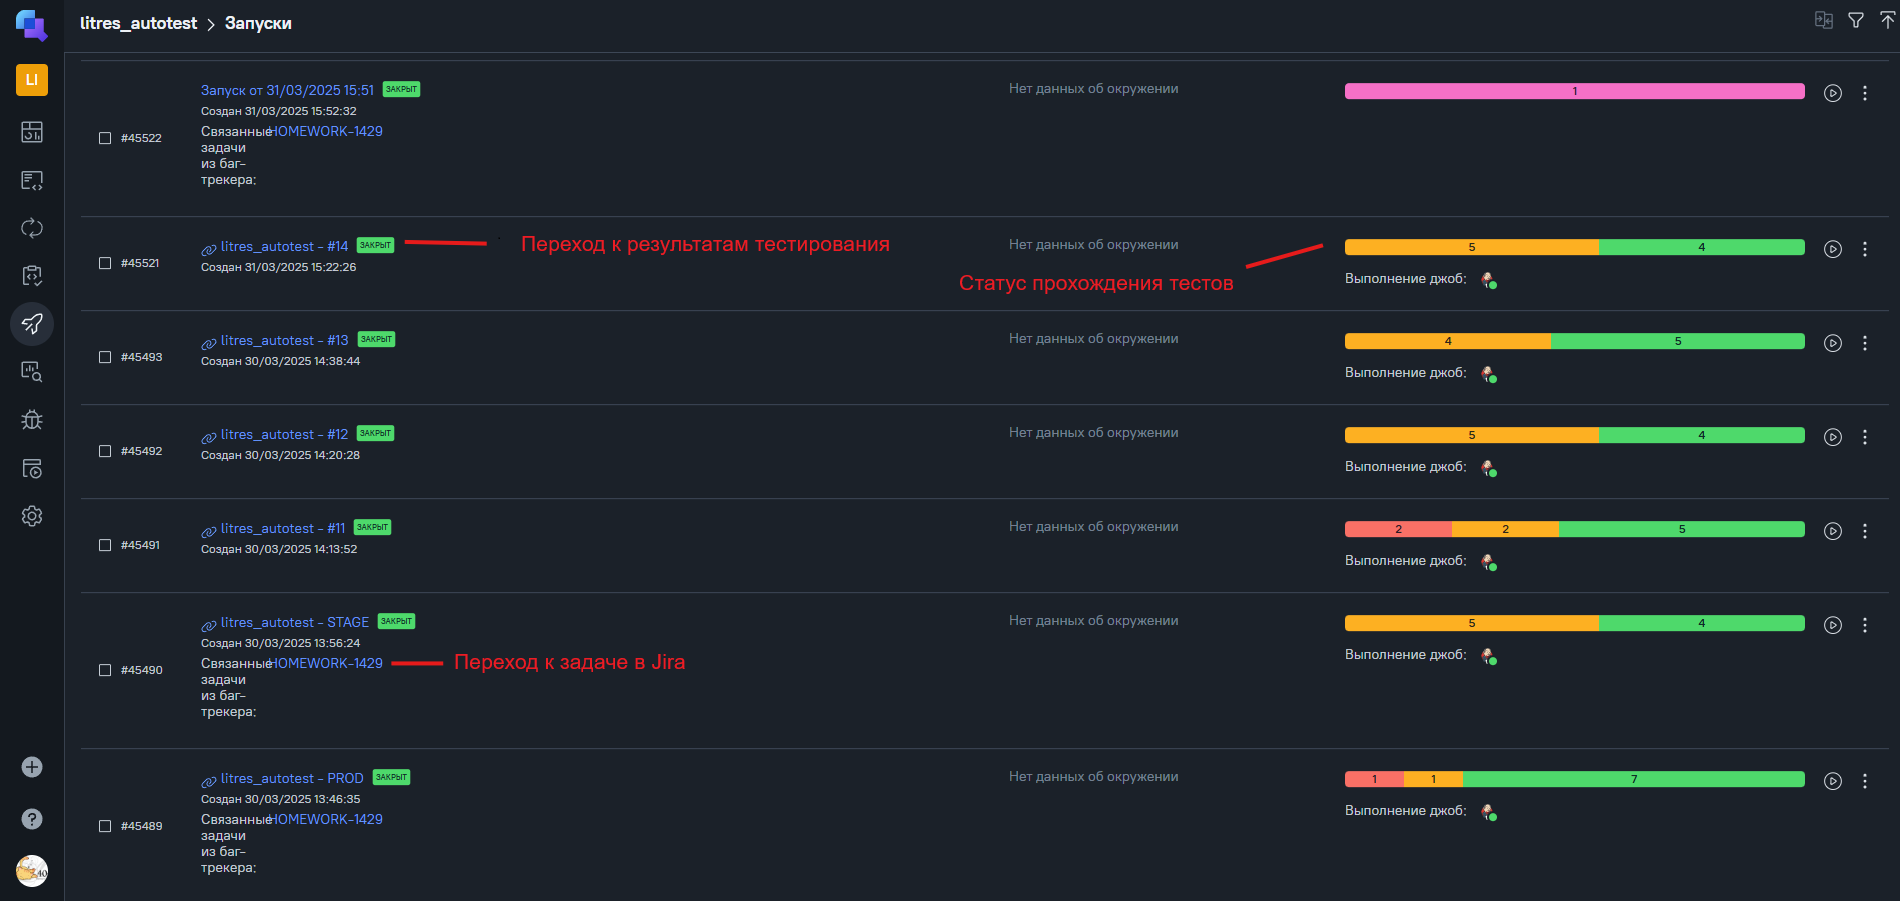 litres_autotest > Запуски
LI
Запуск от 31/03/2025 15:51 ЗАКРЫТ
Нет данных об окружении
1
Создан 31/03/2025 15:52:32
#45522
Связанные HOMEWORK-1429
задачи
из баг-
трекера:
litres_autotest - #14 ЗАКРЫТ
Переход к результатам тестирования
Нет данных об окружении
5 4
Создан 31/03/2025 15:22:26
#45521
Статус прохождения тестов
Выполнение джоб:
litres_autotest - #13 ЗАКРЫТ
Нет данных об окружении
4 5
Создан 30/03/2025 14:38:44
#45493
Выполнение джоб:
litres_autotest - #12 ЗАКРЫТ
Нет данных об окружении
5 4
Создан 30/03/2025 14:20:28
#45492
Выполнение джоб:
litres_autotest - #11 ЗАКРЫТ
Нет данных об окружении
2 2 5
Создан 30/03/2025 14:13:52
#45491
Выполнение джоб:
litres_autotest - STAGE ЗАКРЫТ
Нет данных об окружении
5 4
Создан 30/03/2025 13:56:24
#45490
Связанные HOMEWORK-1429
Переход к задаче в Jira
задачи
из баг-
трекера:
Выполнение джоб:
litres_autotest - PROD ЗАКРЫТ
Нет данных об окружении
1 1 7
Создан 30/03/2025 13:46:35
#45489
Связанные HOMEWORK-1429
задачи
из баг-
трекера:
Выполнение джоб: